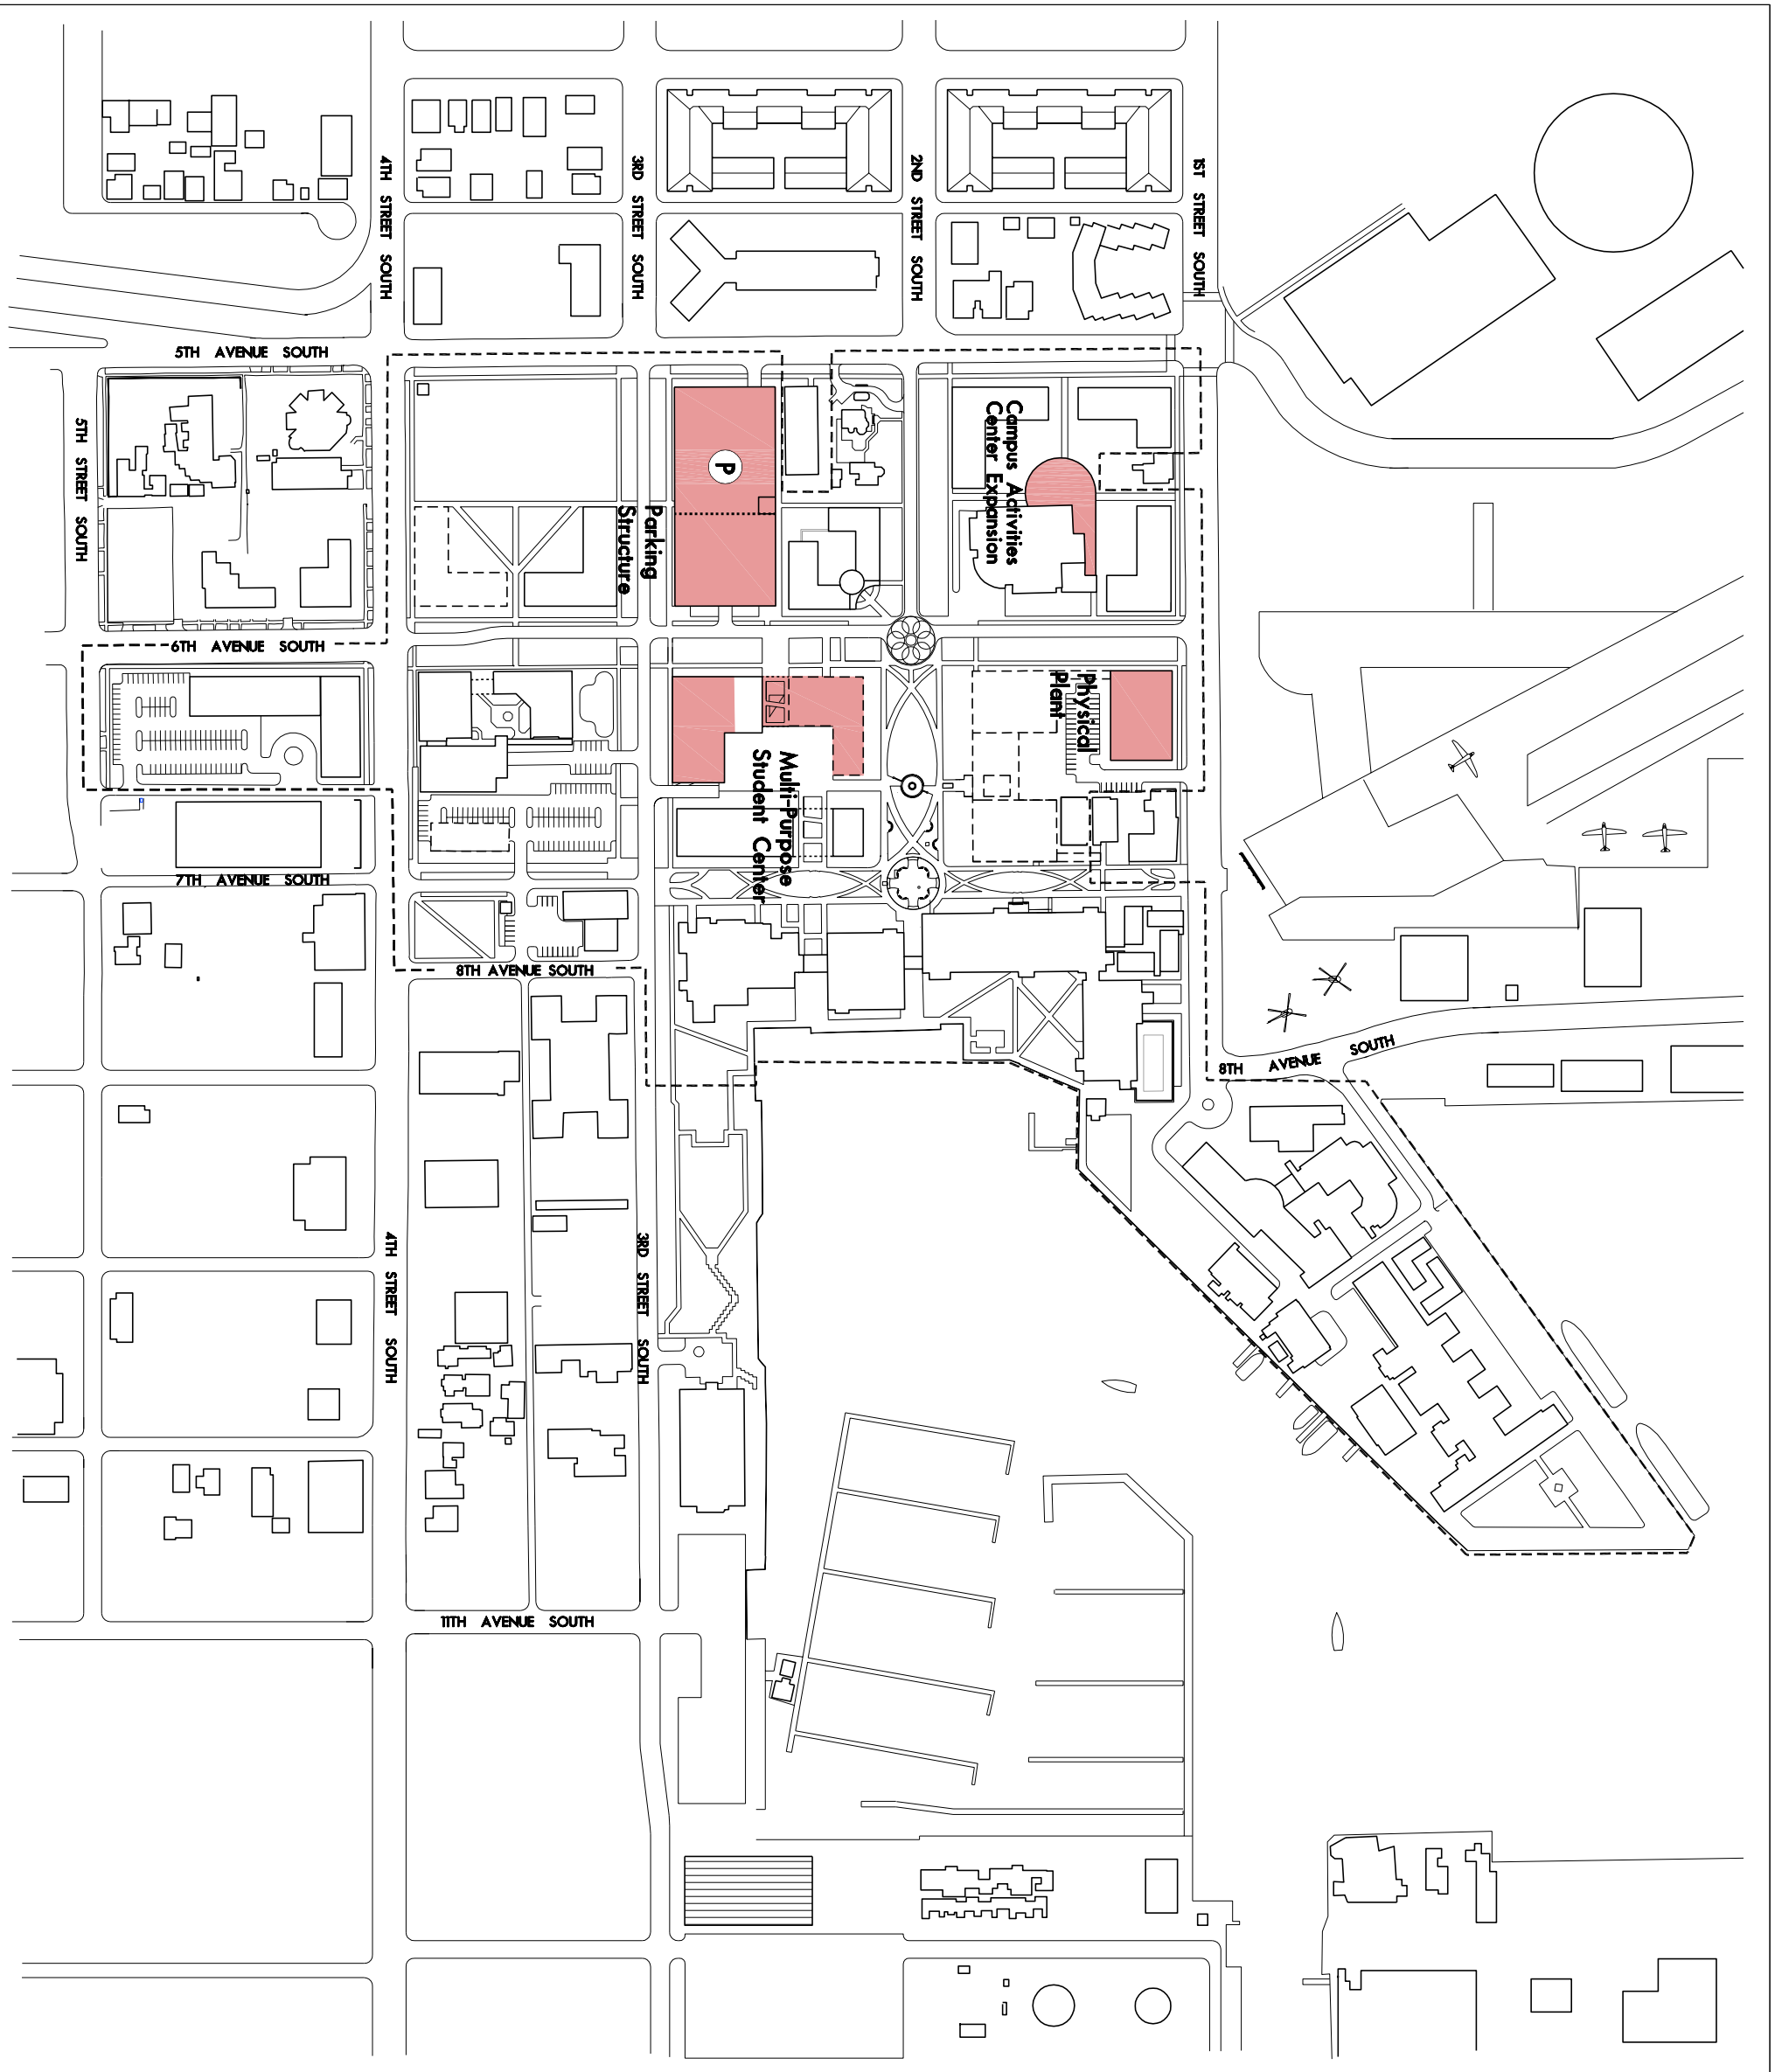 4TH STREET SOUTH
3RD STREET SOUTH
2ND STREET SOUTH
1ST STREET SOUTH
5TH AVENUE SOUTH
5TH STREET SOUTH
P
Parking
Structure
Campus Activities
Center Expansion
6TH AVENUE SOUTH
Physical
Plant
Multi-Purpose
Student Center
7TH AVENUE SOUTH
8TH AVENUE SOUTH
8TH AVENUE SOUTH
4TH STREET SOUTH
3RD STREET SOUTH
11TH AVENUE SOUTH